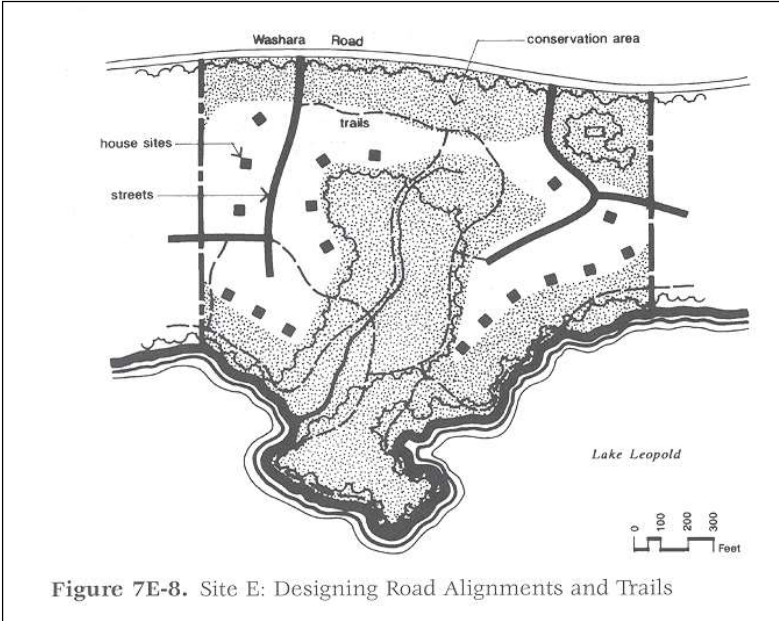 Washara Road
conservation area
trails
house sites
streets
Lake Leopold
0 100 200 300
Feet
Figure 7E-8. Site E: Designing Road Alignments and Trails